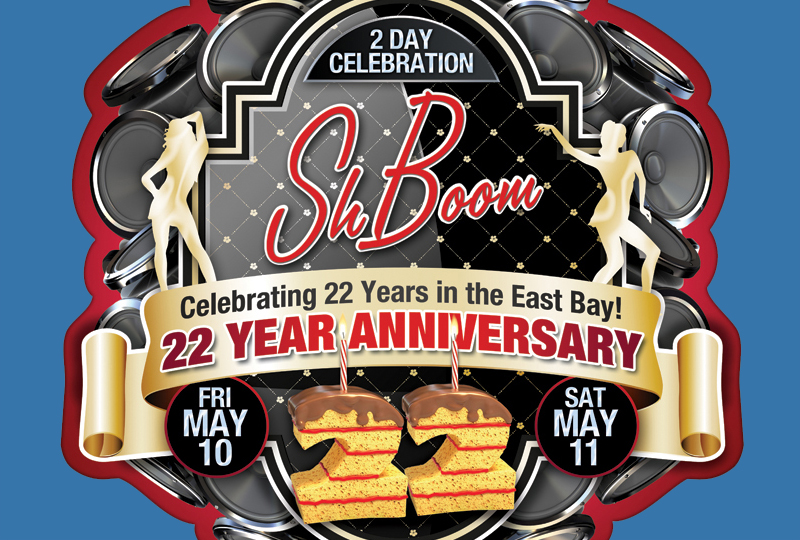 2 DAY
CELEBRATION
ShBoom
Celebrating 22 Years in the East Bay!
22 YEAR ANNIVERSARY
FRI
MAY
10
SAT
MAY
11
22